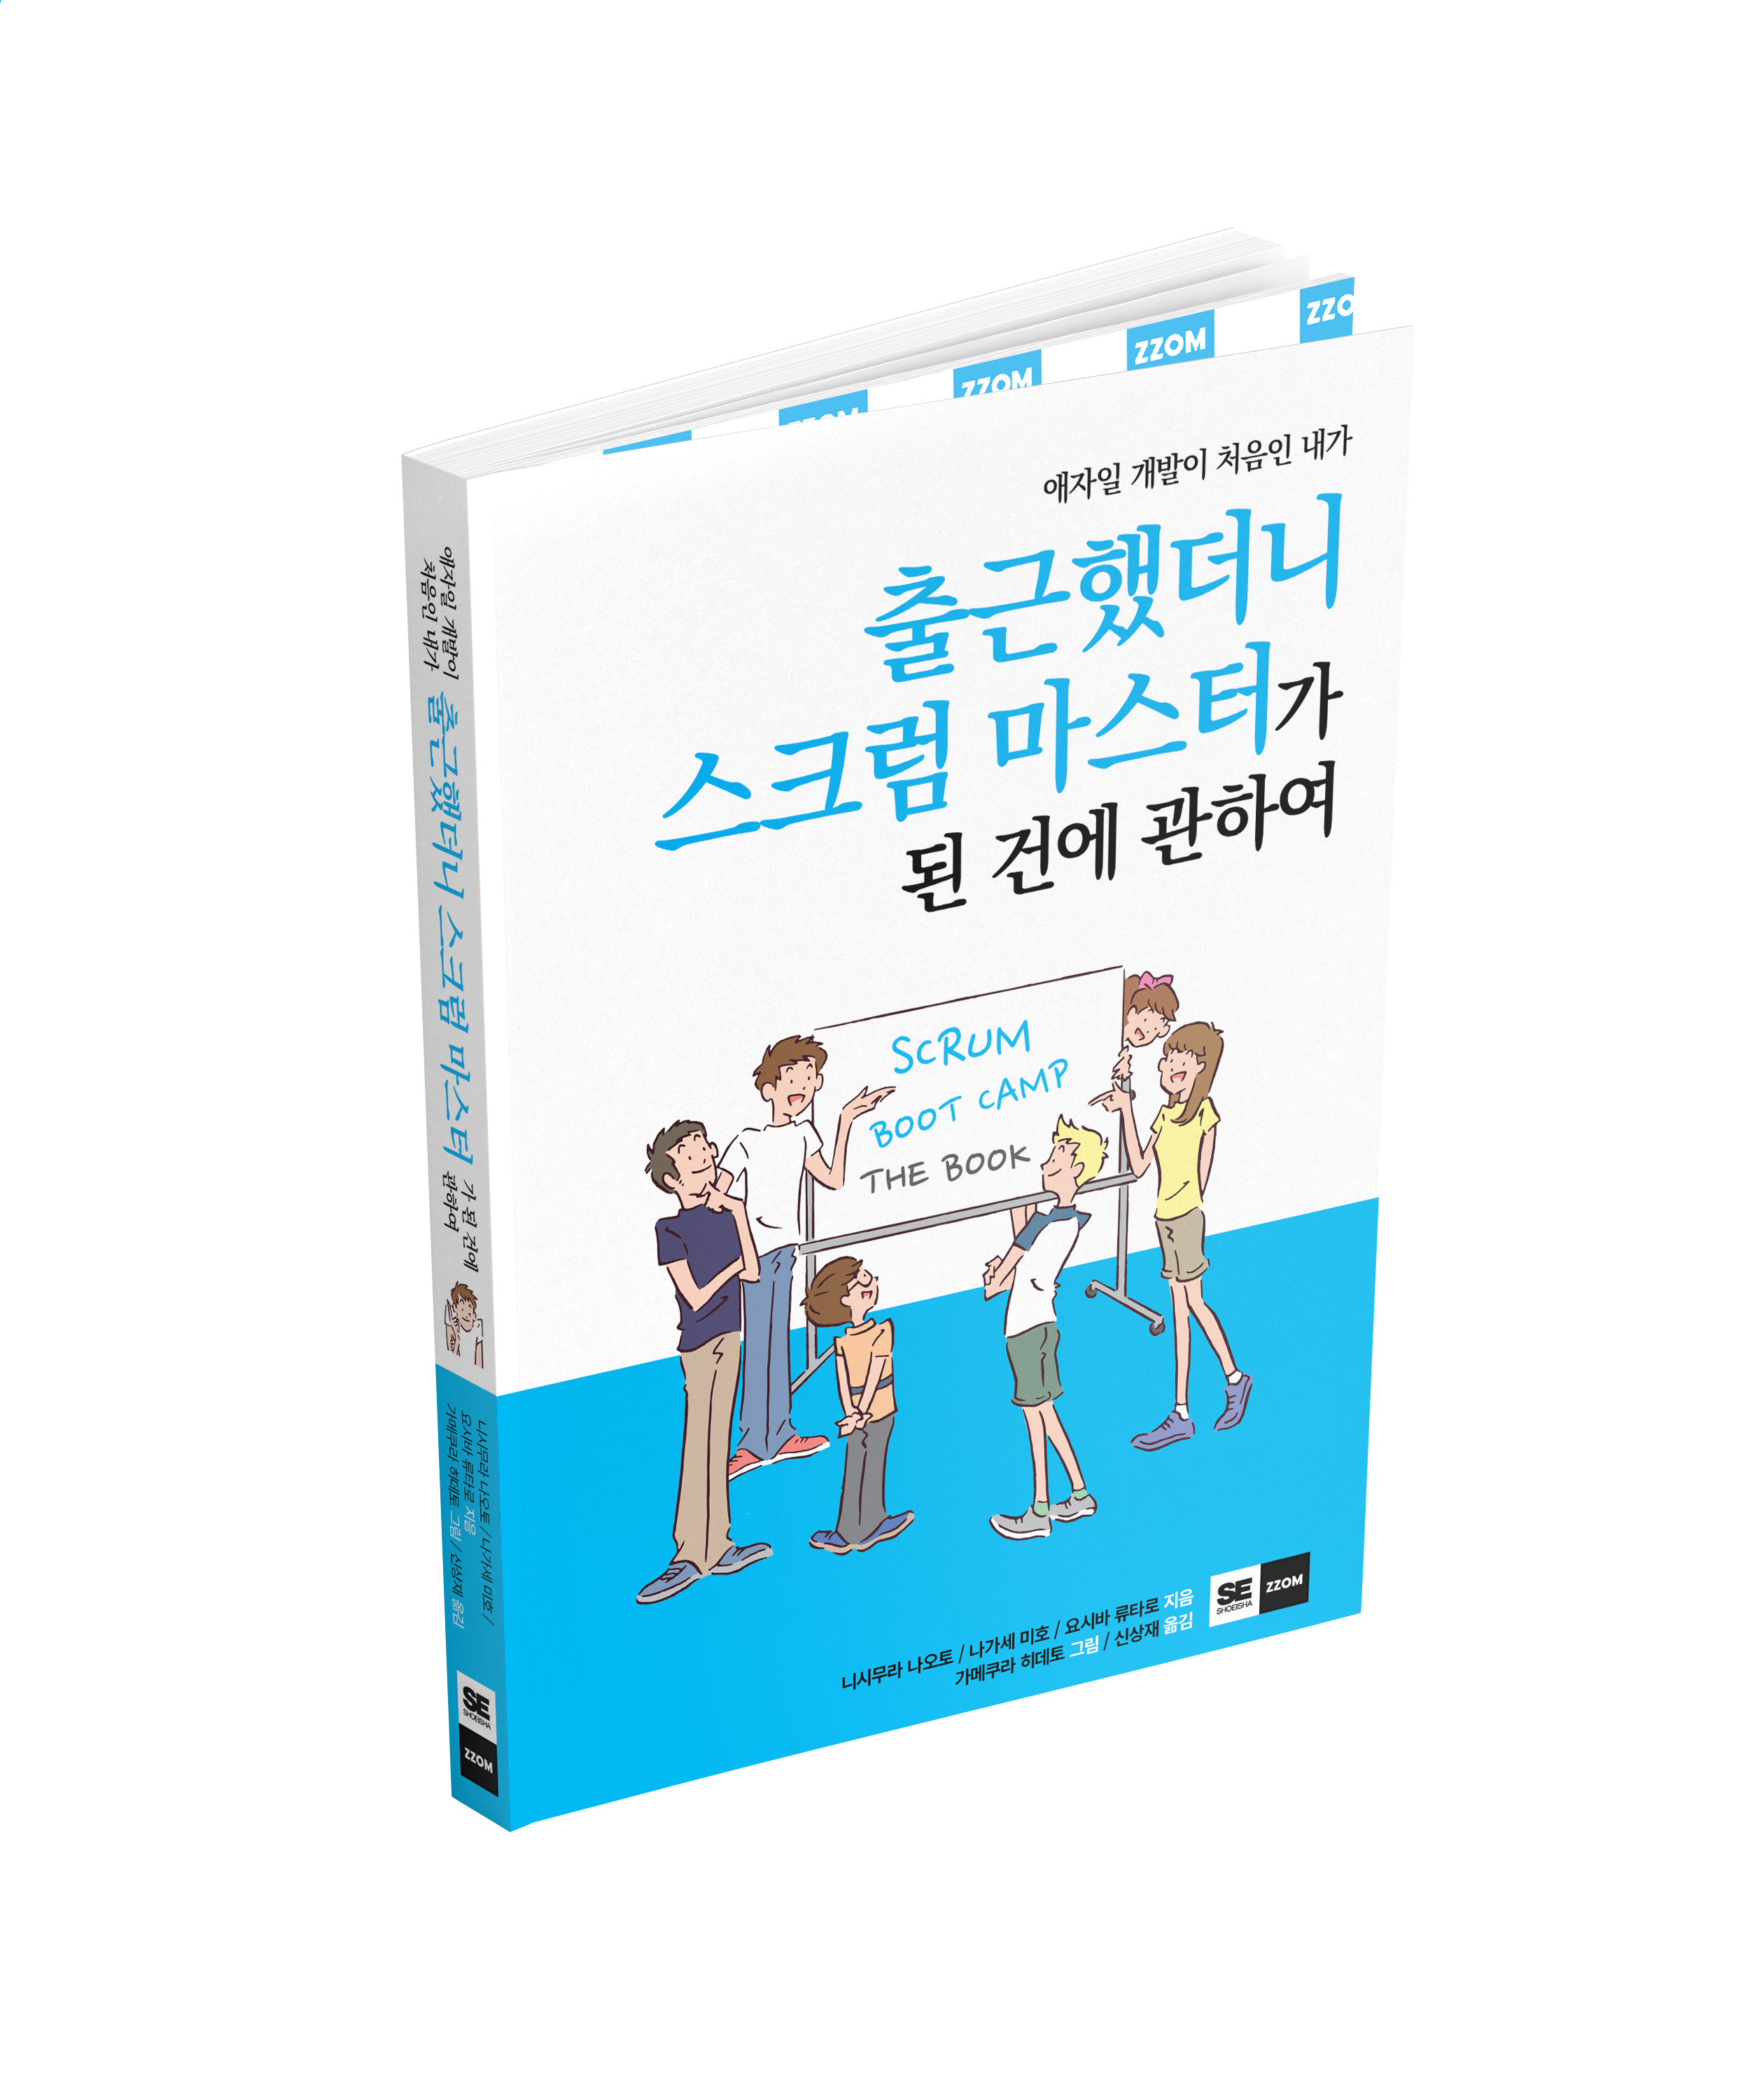 ZZOM
ZZOM
ZZOM
ZZO
애자일 개발이 처음인 내가
출근했더니
스크럼 마스터가
된 건에 관하여
SCRUM
BOOT CAMP
THE BOOK
니시무라 나오토 / 나가세 미호 / 요시바 류타로 지음
가메쿠라 히데토 그림 / 신상재 옮김
SE
SHOEISHA
ZZOM
애자일 개발이
처음인 내가
출근했더니 스크럼 마스터
가 된 건에
관하여
니시무라 나오토 / 나가세 미호 /
요시바 류타로 지음
가메쿠라 히데토 그림 / 신상재 옮김
SE
SHOEISHA
ZZOM